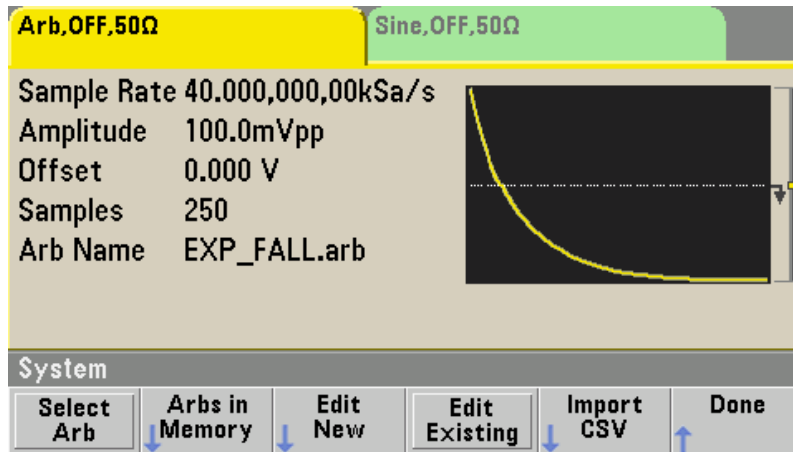 Arb,OFF,50Ω
Sine,OFF,50Ω
Sample Rate 40.000,000,00kSa/s
Amplitude 100.0mVpp
Offset 0.000 V
Samples 250
Arb Name EXP_FALL.arb
System
Select Arb
Arbs in Memory
Edit New
Edit Existing
Import CSV
Done